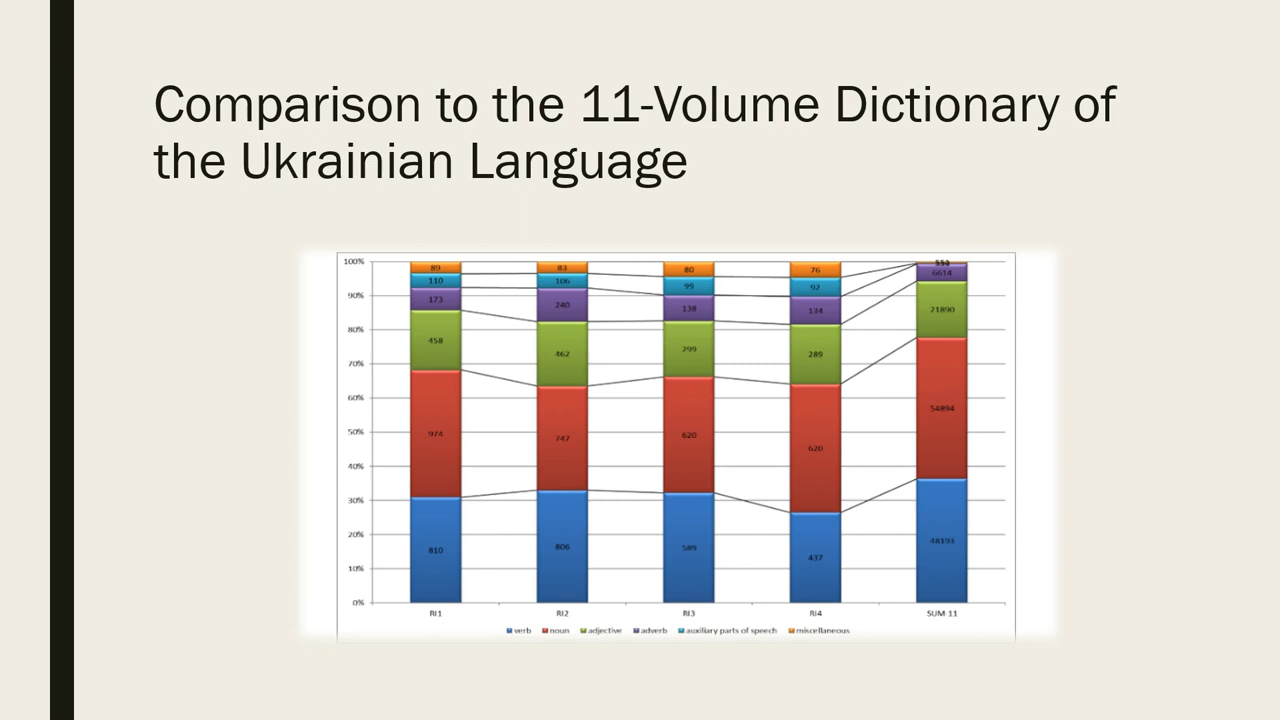 Comparison to the 11-Volume Dictionary of
the Ukrainian Language
100%
90%
80%
70%
60%
50%
40%
30%
20%
10%
0%
89 83 80 76
110 106 99 92 6614
173 240 138 134
458 462 299 289 21890
974 747 620 620 54894
810 806 589 437 48193
RI1 RI2 RI3 RI4 SUM-11
verb noun adjective adverb auxiliary parts of speech miscellaneous